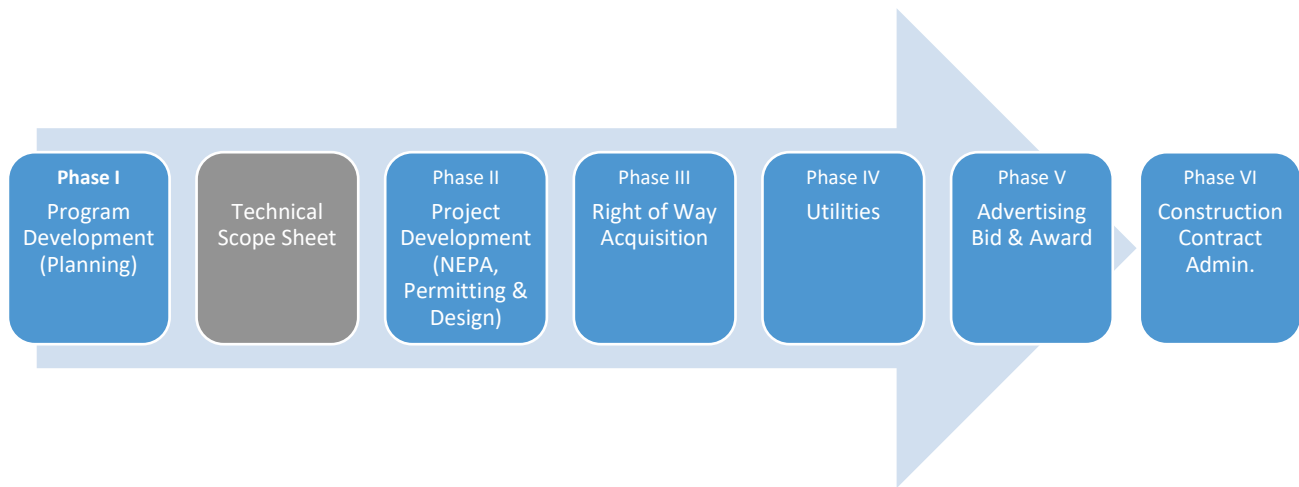 Phase I
Program
Development
(Planning)
Technical
Scope Sheet
Phase II
Project
Development
(NEPA,
Permitting &
Design)
Phase III
Right of Way
Acquisition
Phase IV
Utilities
Phase V
Advertising
Bid & Award
Phase VI
Construction
Contract
Admin.